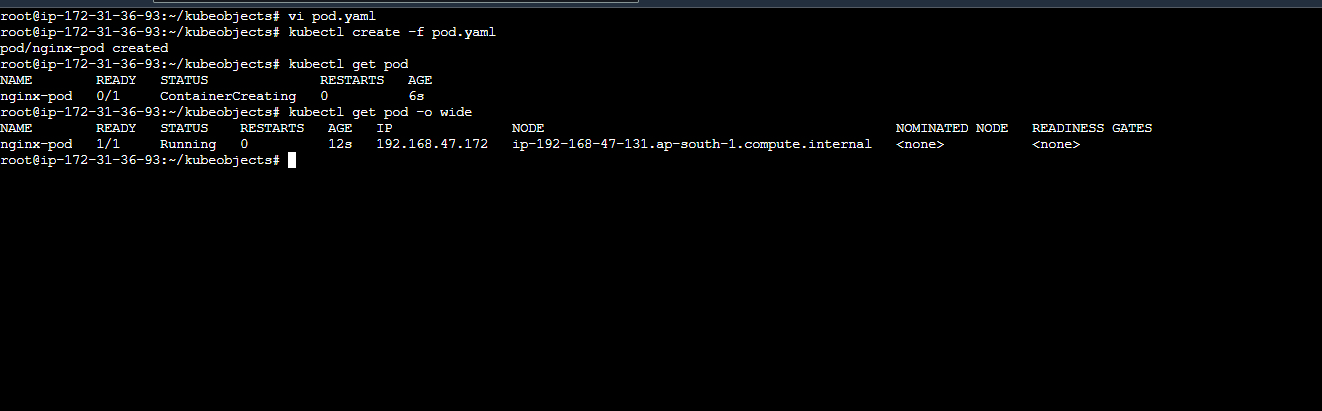 root@ip-172-31-36-93:~/kubeobjects# vi pod.yaml
root@ip-172-31-36-93:~/kubeobjects# kubectl create -f pod.yaml
pod/nginx-pod created
root@ip-172-31-36-93:~/kubeobjects# kubectl get pod
NAME        READY   STATUS              RESTARTS   AGE
nginx-pod   0/1     ContainerCreating   0          6s
root@ip-172-31-36-93:~/kubeobjects# kubectl get pod -o wide
NAME        READY   STATUS    RESTARTS   AGE   IP               NODE                                            NOMINATED NODE   READINESS GATES
nginx-pod   1/1     Running   0          12s   192.168.47.172   ip-192-168-47-131.ap-south-1.compute.internal   <none>           <none>
root@ip-172-31-36-93:~/kubeobjects#